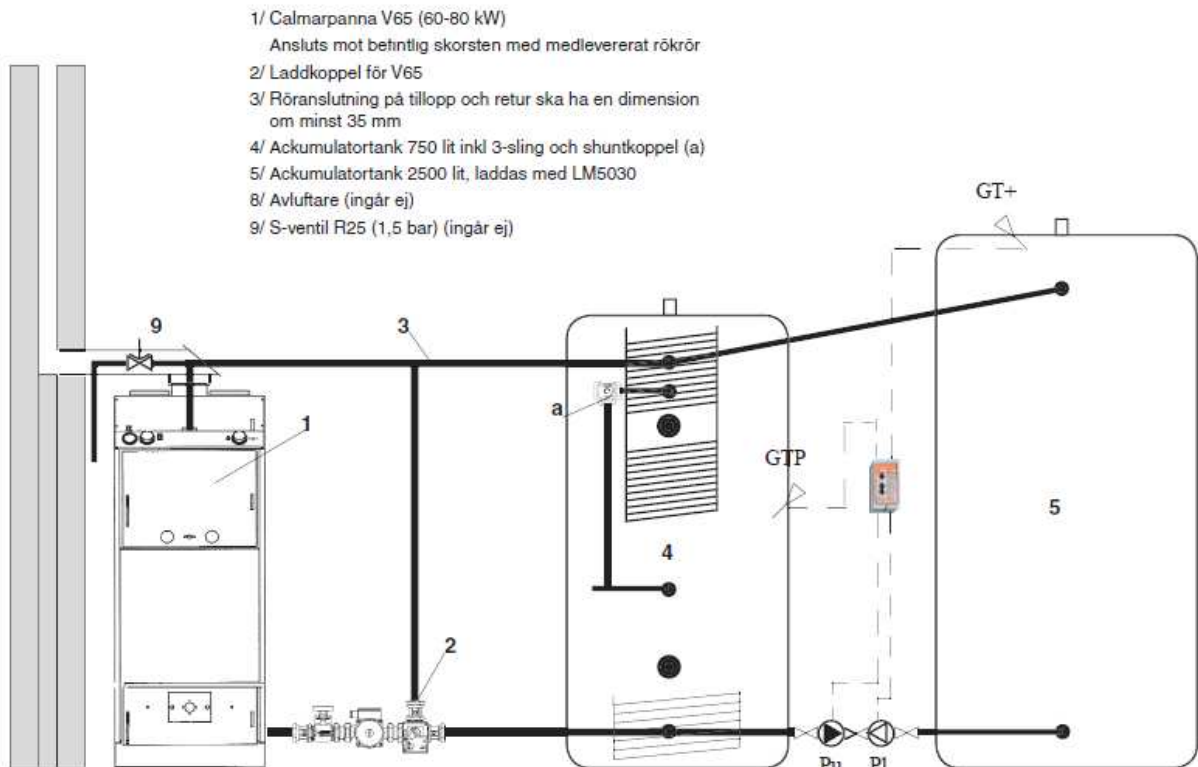 1/ Calmarpanna V65 (60-80 kW)
Ansluts mot befintlig skorsten med medlevererat rökrör
2/ Laddkoppel för V65
3/ Röranslutning på tillopp och retur ska ha en dimension
om minst 35 mm
4/ Ackumulatortank 750 lit inkl 3-sling och shuntkoppel (a)
5/ Ackumulatortank 2500 lit, laddas med LM5030
8/ Avluftare (ingår ej)
9/ S-ventil R25 (1,5 bar) (ingår ej)
GT+
9
3
a
1
GTP
5
4
2
Pu
Pl